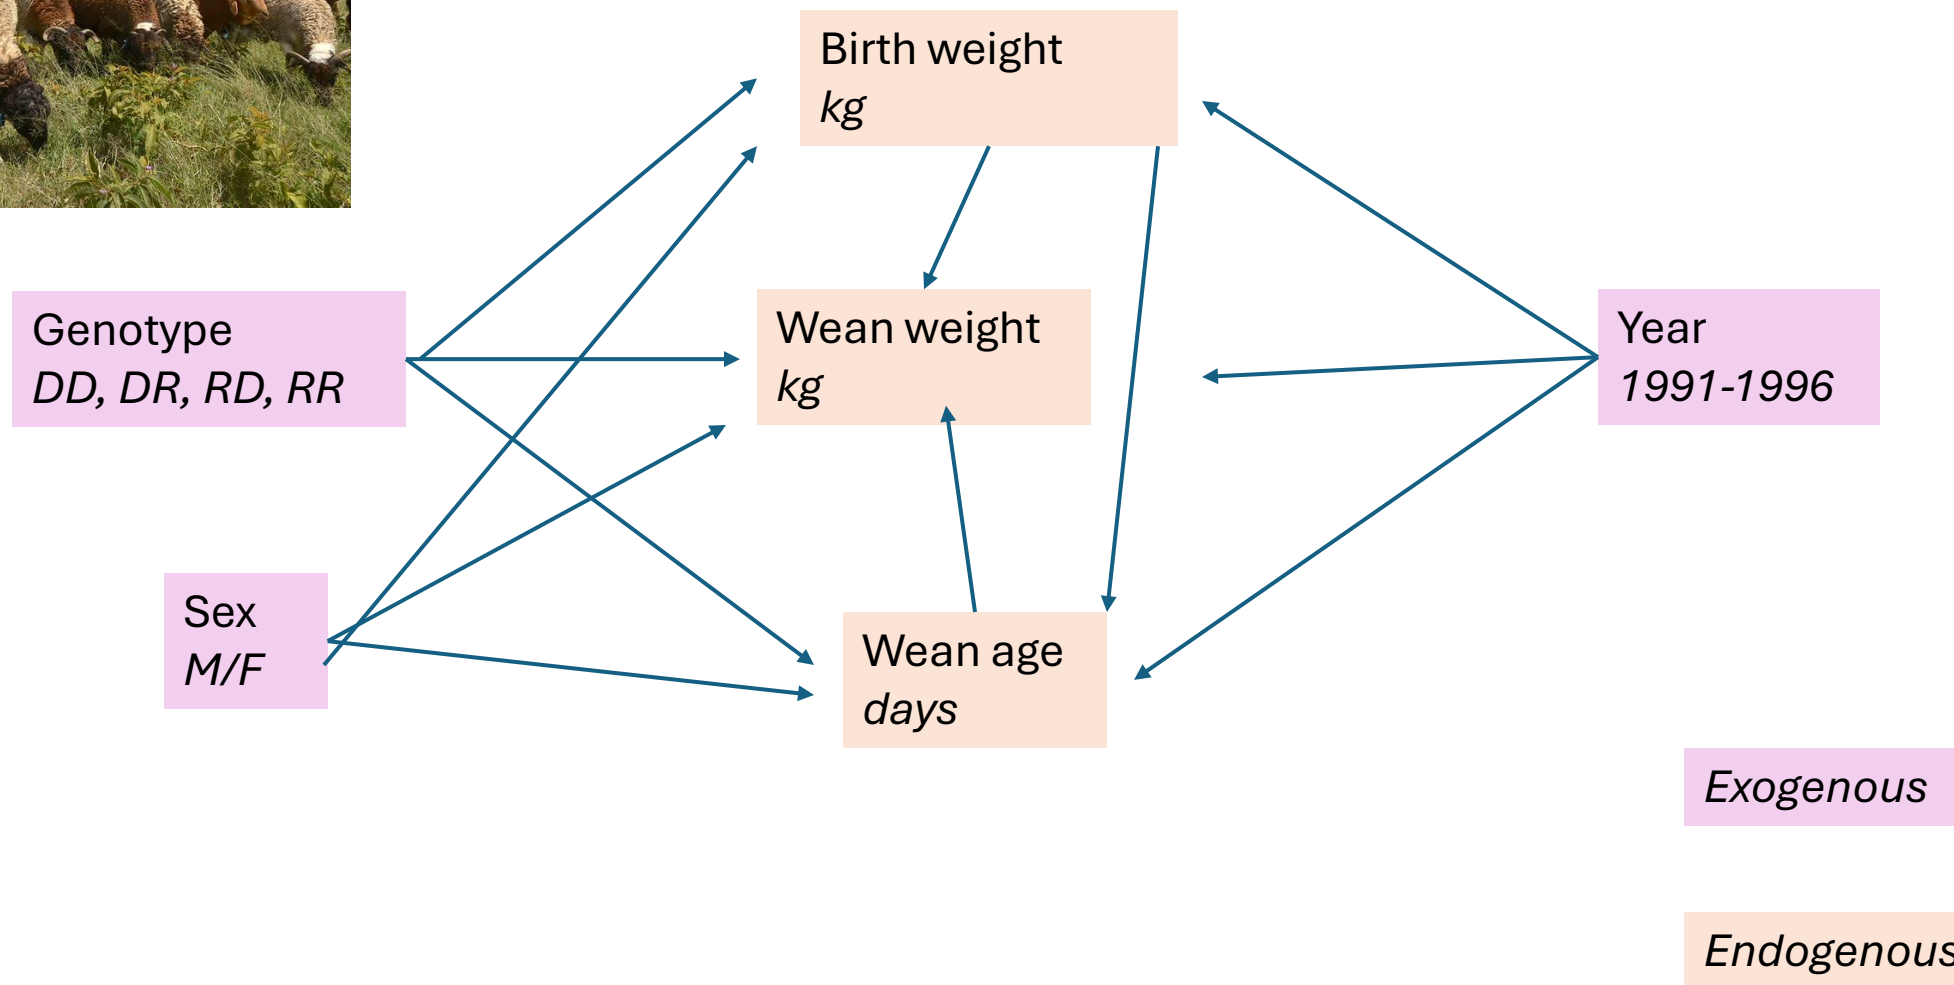 Birth weight
kg
Genotype
DD, DR, RD, RR
Wean weight
kg
Year
1991-1996
Sex
M/F
Wean age
days
Exogenous
Endogenous